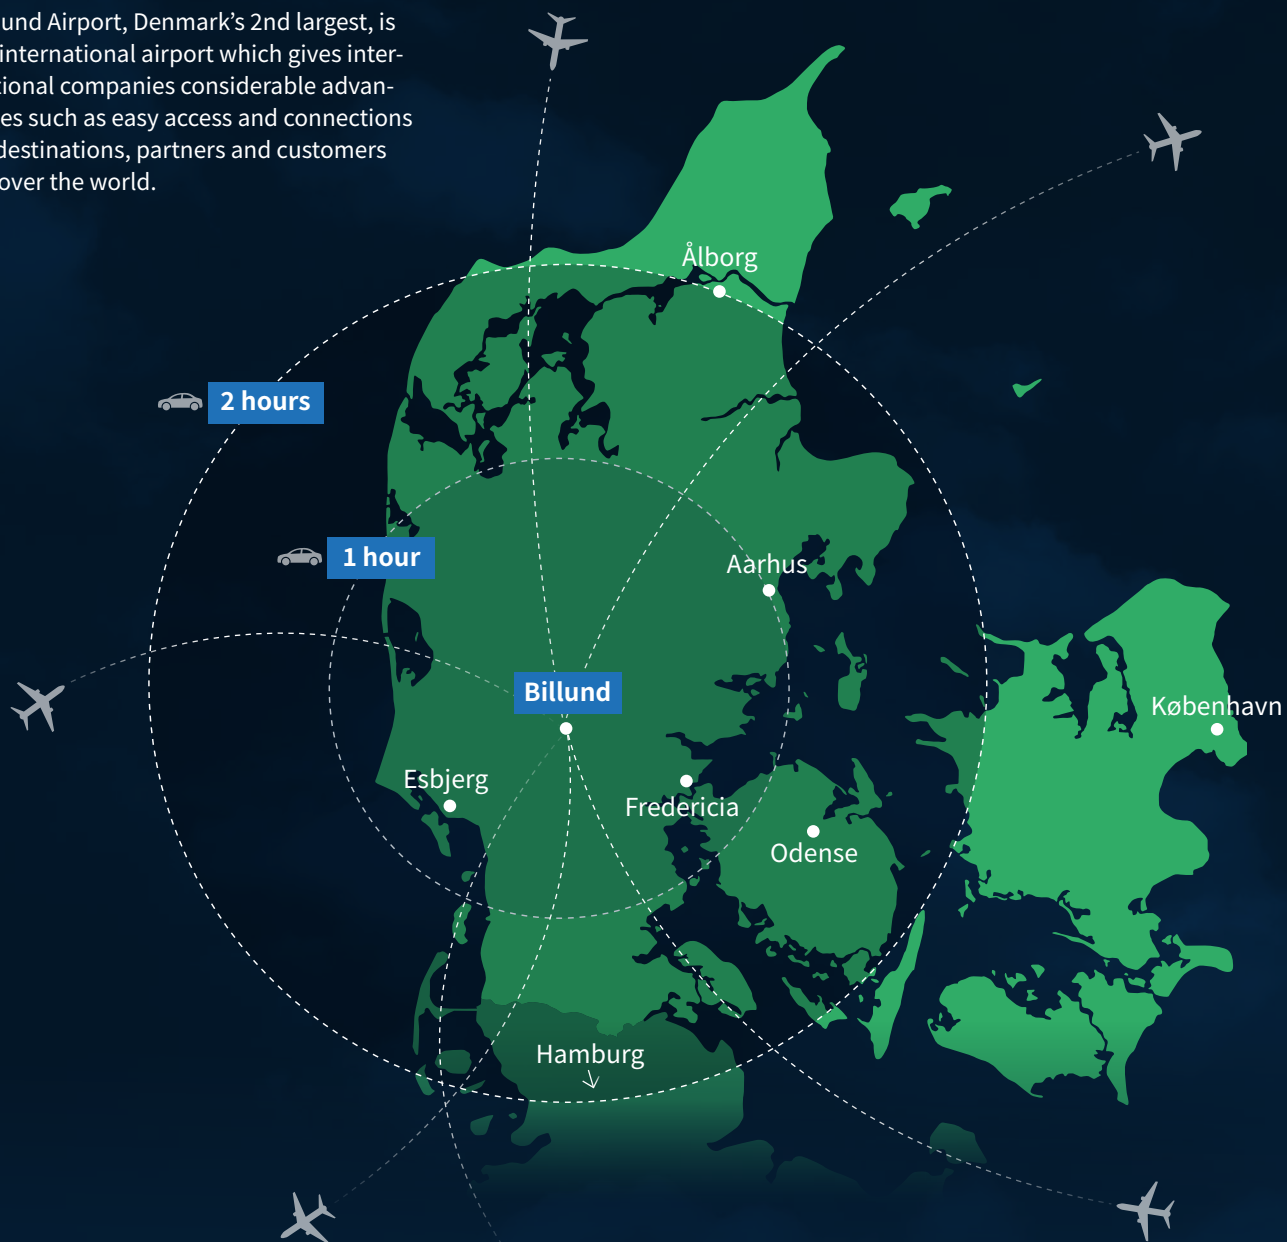 und Airport, Denmark’s 2nd largest, is
international airport which gives inter-
tional companies considerable advan-
es such as easy access and connections
destinations, partners and customers
over the world.
Ålborg
2 hours
1 hour
Aarhus
Billund
København
Esbjerg
Fredericia
Odense
Hamburg